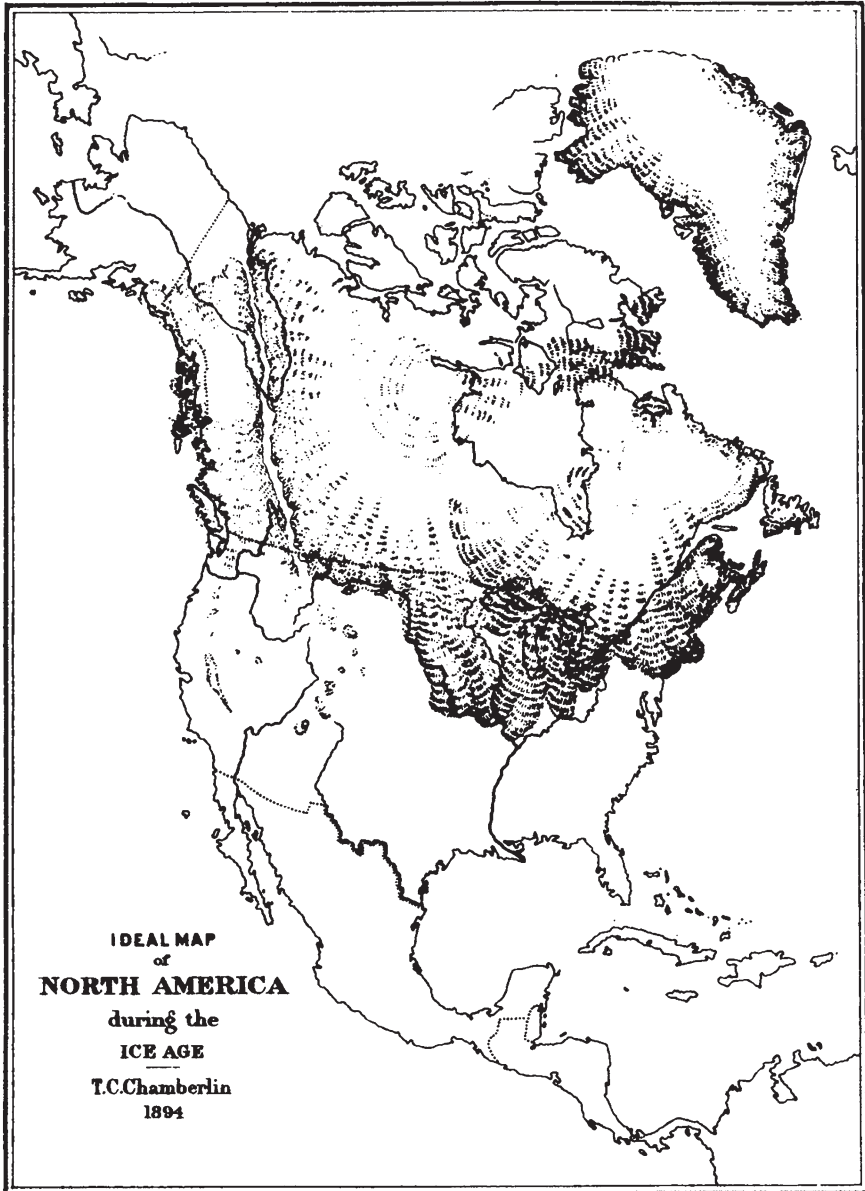 IDEAL MAP
of
NORTH AMERICA
during the
ICE AGE
T.C.Chamberlin
1894